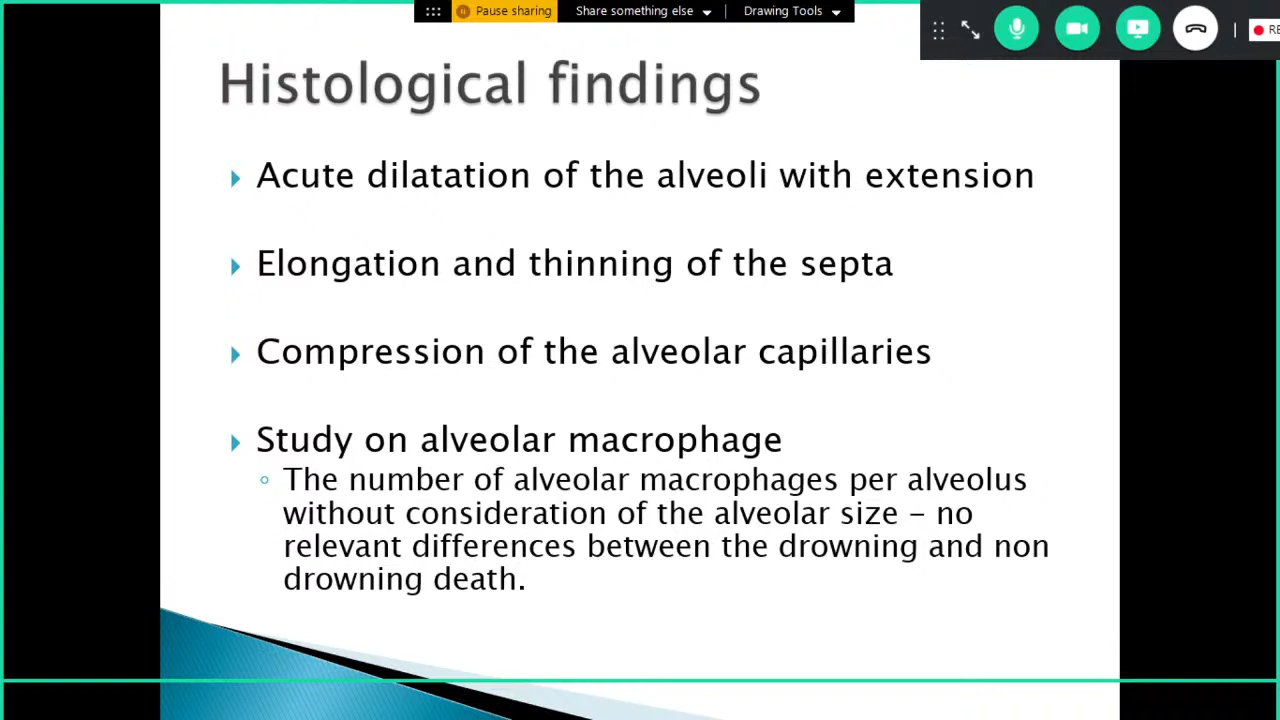 Pause sharing
Share something else
Drawing Tools
RE
Histological findings
Acute dilatation of the alveoli with extension
Elongation and thinning of the septa
Compression of the alveolar capillaries
Study on alveolar macrophage
The number of alveolar macrophages per alveolus
without consideration of the alveolar size – no
relevant differences between the drowning and non
drowning death.